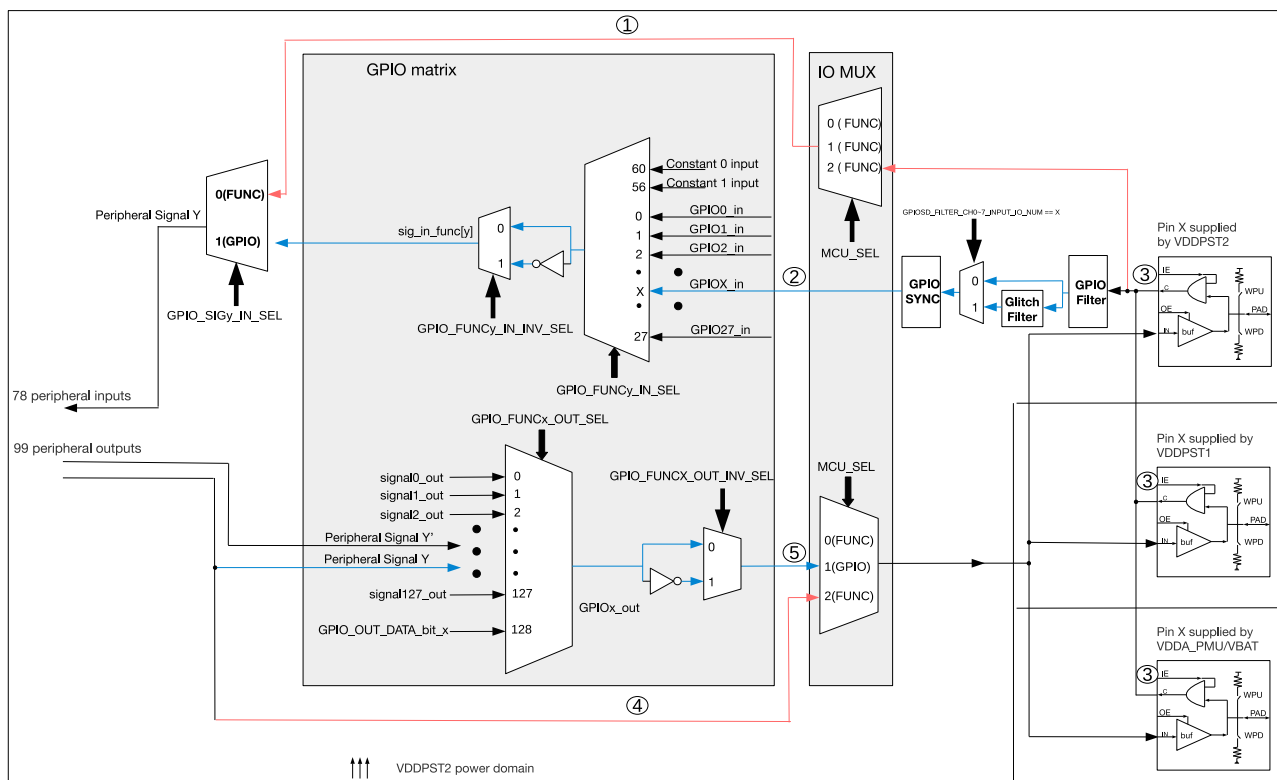 ①
GPIO matrix
IO MUX
0 ( FUNC)
1 ( FUNC)
2 ( FUNC)
MCU_SEL
60
Constant 0 input
56
Constant 1 input
0
GPIO0_in
1
GPIO1_in
2
GPIO2_in
X
GPIOX_in
27
GPIO27_in
②
GPIO_FUNCy_IN_SEL
0
1
sig_in_func[y]
GPIO_FUNCy_IN_INV_SEL
0(FUNC)
1(GPIO)
Peripheral Signal Y
GPIO_SIGy_IN_SEL
GPIOSD_FILTER_CH0-7_INPUT_IO_NUM == X
GPIO
SYNC
0
1
Glitch
Filter
GPIO
Filter
Pin X supplied
by VDDPST2
③
IE
C
OE
IN
buf
WPU
PAD
WPD
78 peripheral inputs
99 peripheral outputs
GPIO_FUNCx_OUT_SEL
signal0_out
0
signal1_out
1
signal2_out
2
Peripheral Signal Y'
Peripheral Signal Y
signal127_out
127
GPIO_OUT_DATA_bit_x
128
GPIOx_out
GPIO_FUNCX_OUT_INV_SEL
0
1
⑤
MCU_SEL
0(FUNC)
1(GPIO)
2(FUNC)
④
Pin X supplied by
VDDPST1
③
IE
C
OE
IN
buf
WPU
PAD
WPD
Pin X supplied by
VDDA_PMU/VBAT
③
IE
C
OE
IN
buf
WPU
PAD
WPD
VDDPST2 power domain